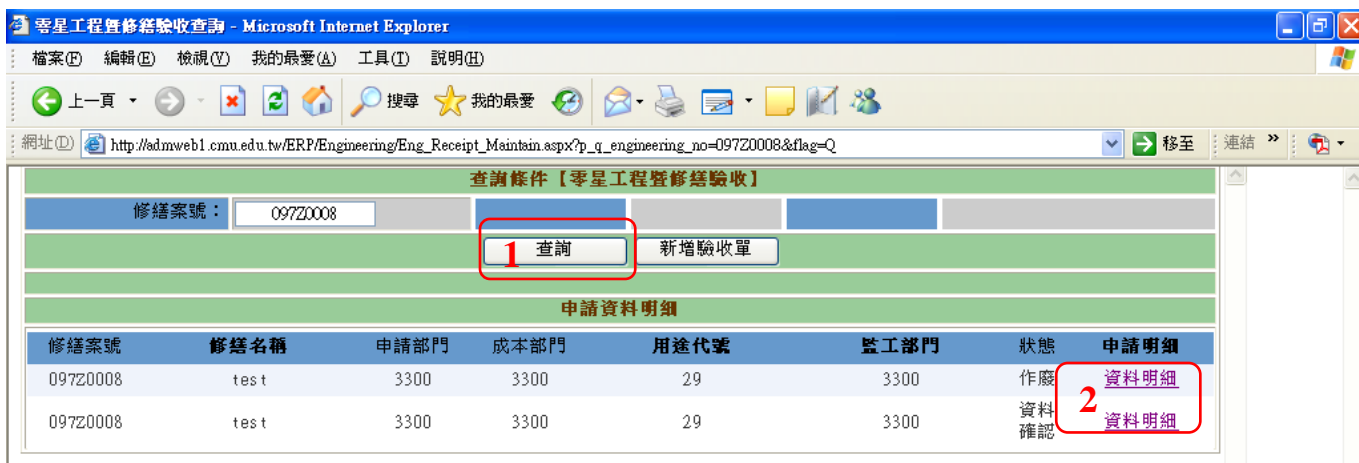 零星工程暨修繕驗收查詢 - Microsoft Internet Explorer
檔案(F) 編輯(E) 檢視(V) 我的最愛(A) 工具(T) 說明(H)
上一頁 搜尋 我的最愛
網址(D) http://admweb1.cmu.edu.tw/ERP/Engineering/Eng_Receipt_Maintain.aspx?p_q_engineering_no=097Z0008&flag=Q 移至 連結 »
查詢條件【零星工程暨修繕驗收】
修繕案號： 097Z0008
1 查詢 新增驗收單
申請資料明細
修繕案號 修繕名稱 申請部門 成本部門 用途代號 監工部門 狀態 申請明細
097Z0008 test 3300 3300 29 3300 作廢 資料明細
2
097Z0008 test 3300 3300 29 3300 資料確認 資料明細